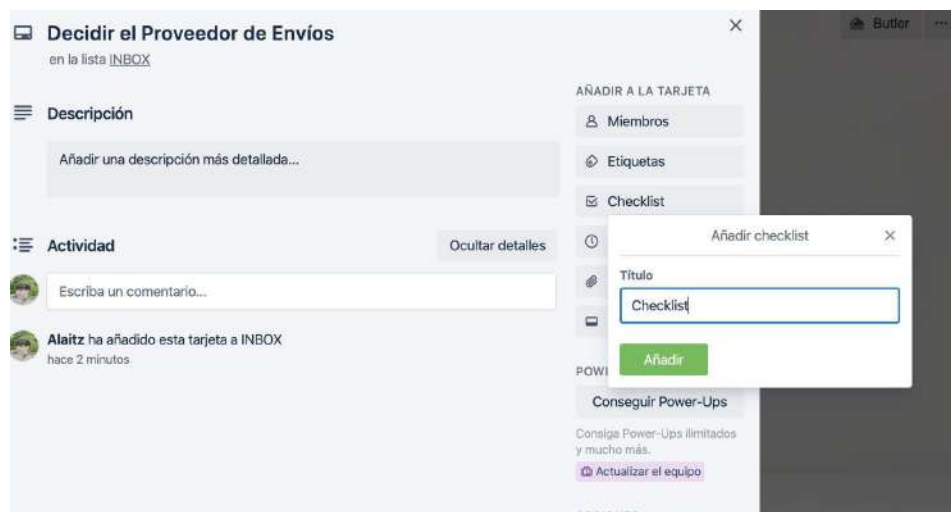 Decidir el Proveedor de Envíos
en la lista INBOX
Butler
AÑADIR A LA TARJETA
Descripción
Miembros
Añadir una descripción más detallada...
Etiquetas
Checklist
Actividad
Ocultar detalles
Añadir checklist
Título
Escriba un comentario...
Checklist
Alaitz ha añadido esta tarjeta a INBOX
hace 2 minutos
Añadir
POWE
Conseguir Power-Ups
Consiga Power-Ups ilimitados
y mucho más.
Actualizar el equipo